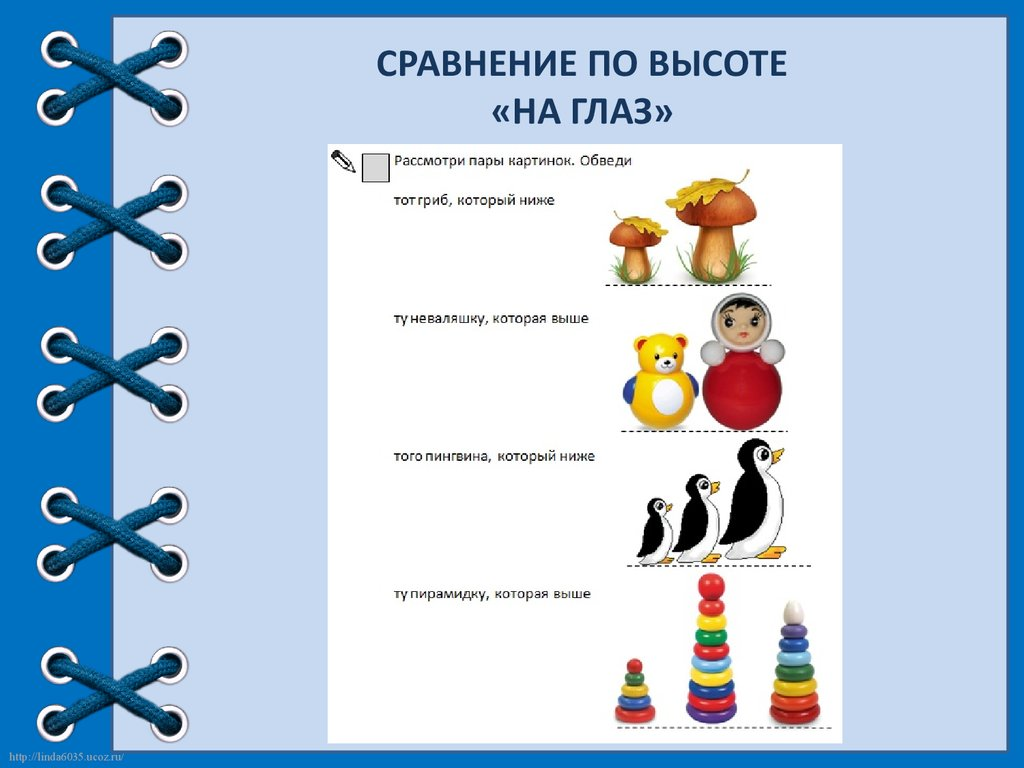 СРАВНЕНИЕ ПО ВЫСОТЕ
«НА ГЛАЗ»
Рассмотри пары картинок. Обведи
тот гриб, который ниже
ту неваляшку, которая выше
того пингвина, который ниже
ту пирамидку, которая выше
http://linda6035.ucoz.ru/